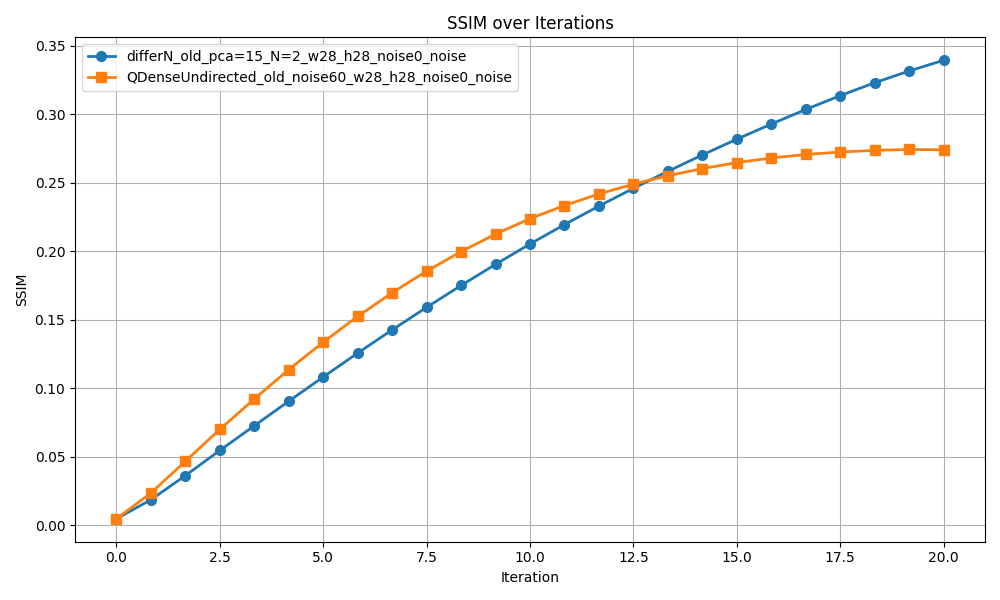 SSIM over Iterations
differN_old_pca=15_N=2_w28_h28_noise0_noise
QDenseUndirected_old_noise60_w28_h28_noise0_noise
SSIM
0.35
0.30
0.25
0.20
0.15
0.10
0.05
0.00
0.0 2.5 5.0 7.5 10.0 12.5 15.0 17.5 20.0
Iteration